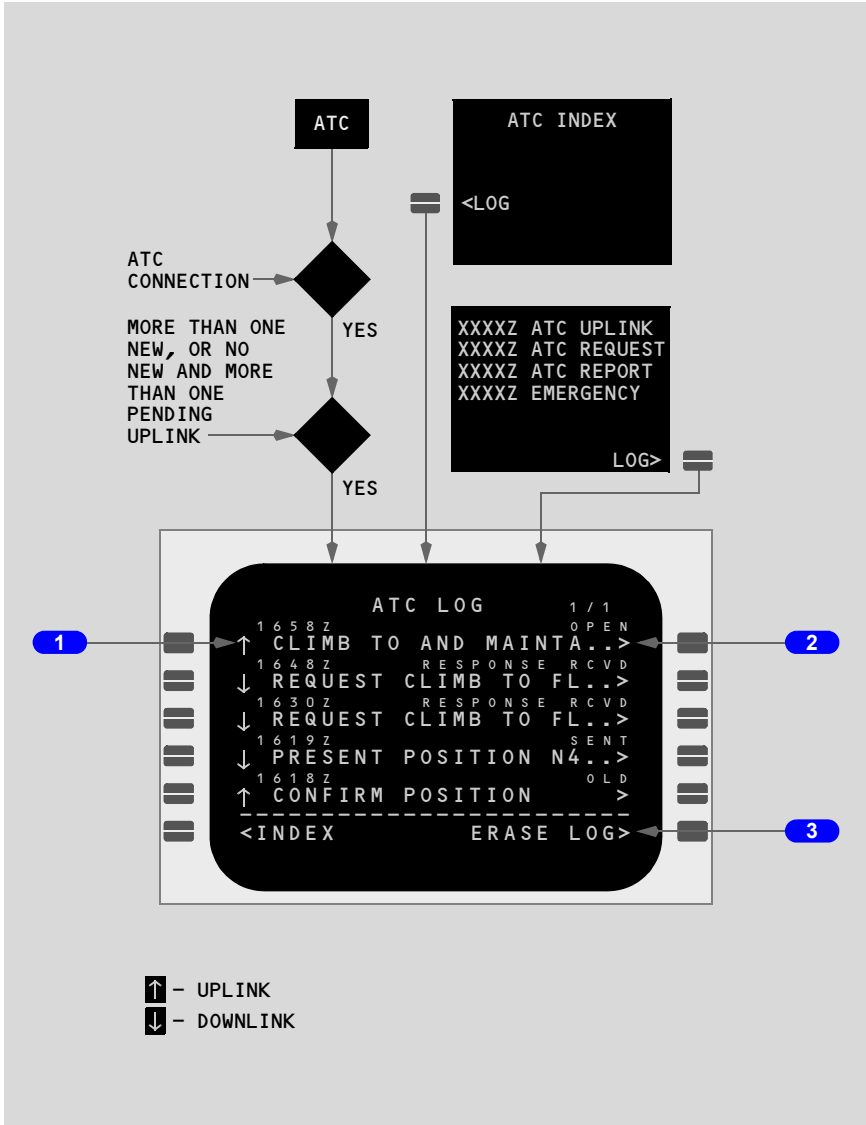 ATC
ATC INDEX
<LOG
ATC
CONNECTION
YES
MORE THAN ONE
NEW, OR NO
NEW AND MORE
THAN ONE
PENDING
UPLINK
YES
XXXXZ ATC UPLINK
XXXXZ ATC REQUEST
XXXXZ ATC REPORT
XXXXZ EMERGENCY
LOG>
ATC LOG 1/1
1658Z OPEN
↑ CLIMB TO AND MAINTA..>
1648Z RESPONSE RCVD
↓ REQUEST CLIMB TO FL..>
1630Z RESPONSE RCVD
↓ REQUEST CLIMB TO FL..>
1619Z SENT
↓ PRESENT POSITION N4..>
1618Z OLD
↑ CONFIRM POSITION >
------------------------
<INDEX ERASE LOG>
1
2
3
↑ - UPLINK
↓ - DOWNLINK